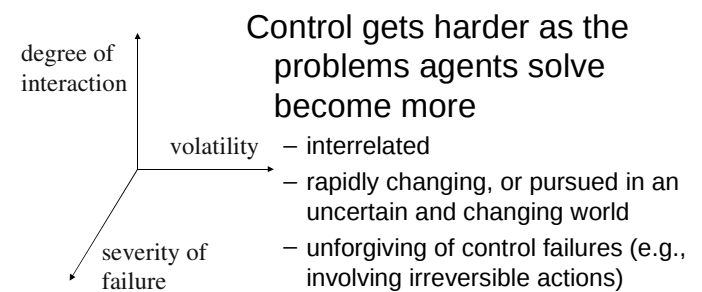 Control gets harder as the
problems agents solve
become more
degree of
interaction
volatility
severity of
failure
– interrelated
– rapidly changing, or pursued in an
uncertain and changing world
– unforgiving of control failures (e.g.,
involving irreversible actions)